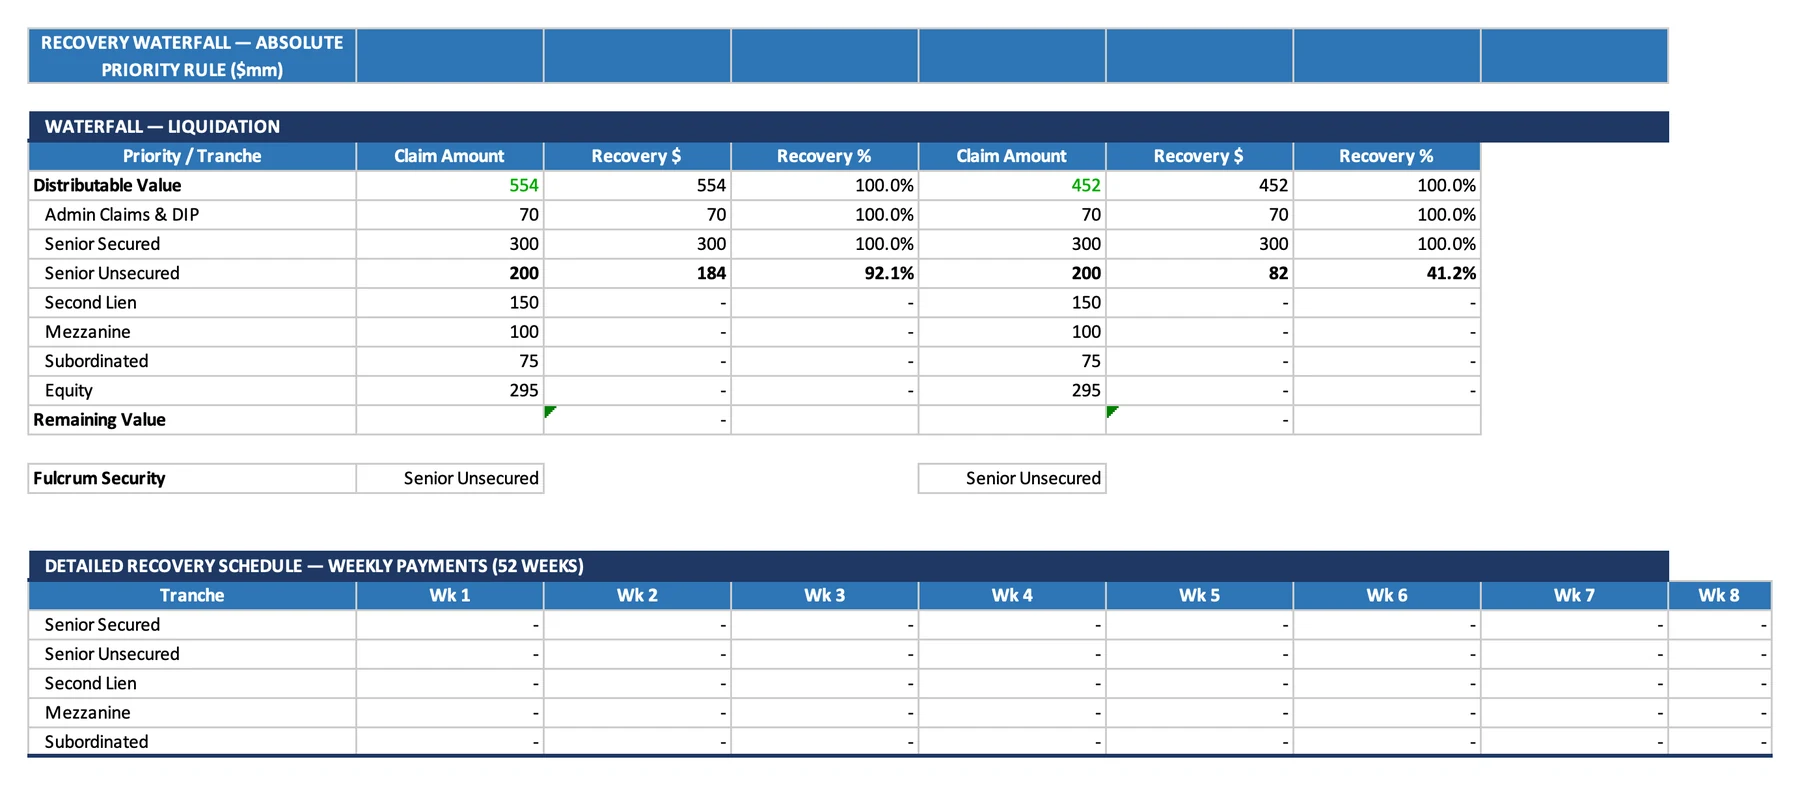 RECOVERY WATERFALL — ABSOLUTE
PRIORITY RULE ($mm)
WATERFALL — LIQUIDATION
Priority / Tranche Claim Amount Recovery $ Recovery % Claim Amount Recovery $ Recovery %
Distributable Value 554 554 100.0% 452 452 100.0%
Admin Claims & DIP 70 70 100.0% 70 70 100.0%
Senior Secured 300 300 100.0% 300 300 100.0%
Senior Unsecured 200 184 92.1% 200 82 41.2%
Second Lien 150 - - 150 - -
Mezzanine 100 - - 100 - -
Subordinated 75 - - 75 - -
Equity 295 - - 295 - -
Remaining Value - -
Fulcrum Security Senior Unsecured Senior Unsecured
DETAILED RECOVERY SCHEDULE — WEEKLY PAYMENTS (52 WEEKS)
Tranche Wk 1 Wk 2 Wk 3 Wk 4 Wk 5 Wk 6 Wk 7 Wk 8
Senior Secured - - - - - - - -
Senior Unsecured - - - - - - - -
Second Lien - - - - - - - -
Mezzanine - - - - - - - -
Subordinated - - - - - - - -